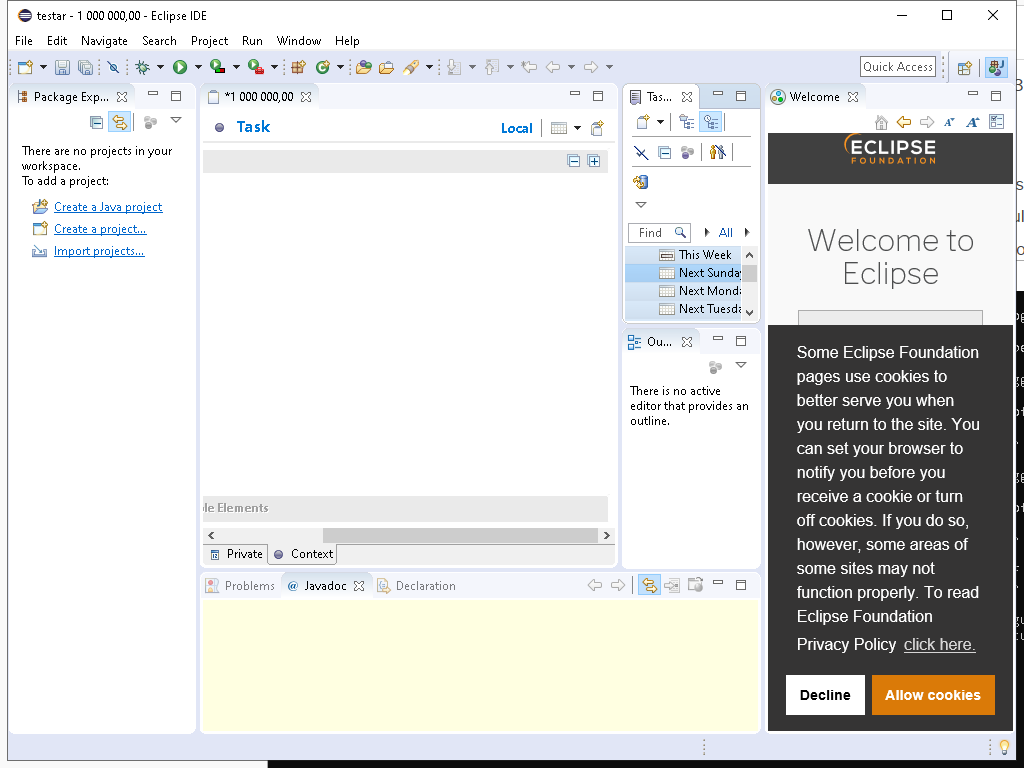 testar - 1 000 000,00 - Eclipse IDE
File Edit Navigate Search Project Run Window Help
Quick Access
Package Exp...
There are no projects in your
workspace.
To add a project:
Create a Java project
Create a project...
Import projects...
*1 000 000,00
Task
Local
le Elements
Private Context
Tas...
Find
All
This Week
Next Sunday
Next Monda
Next Tuesda
Ou...
There is no active
editor that provides an
outline.
Problems @ Javadoc Declaration
Welcome
ECLIPSE
FOUNDATION
Welcome to
Eclipse
Some Eclipse Foundation
pages use cookies to
better serve you when
you return to the site. You
can set your browser to
notify you before you
receive a cookie or turn
off cookies. If you do so,
however, some areas of
some sites may not
function properly. To read
Eclipse Foundation
Privacy Policy click here.
Decline Allow cookies